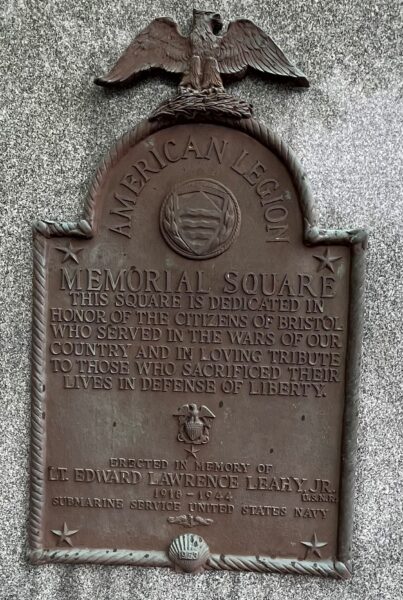 AMERICAN LEGION
MEMORIAL SQUARE
THIS SQUARE IS DEDICATED IN
HONOR OF THE CITIZENS OF BRISTOL
WHO SERVED IN THE WARS OF OUR
COUNTRY AND IN LOVING TRIBUTE
TO THOSE WHO SACRIFICED THEIR
LIVES IN DEFENSE OF LIBERTY.
ERECTED IN MEMORY OF
LT. EDWARD LAWRENCE LEAHY, JR.
1918-1944 U.S.N.R.
SUBMARINE SERVICE UNITED STATES NAVY